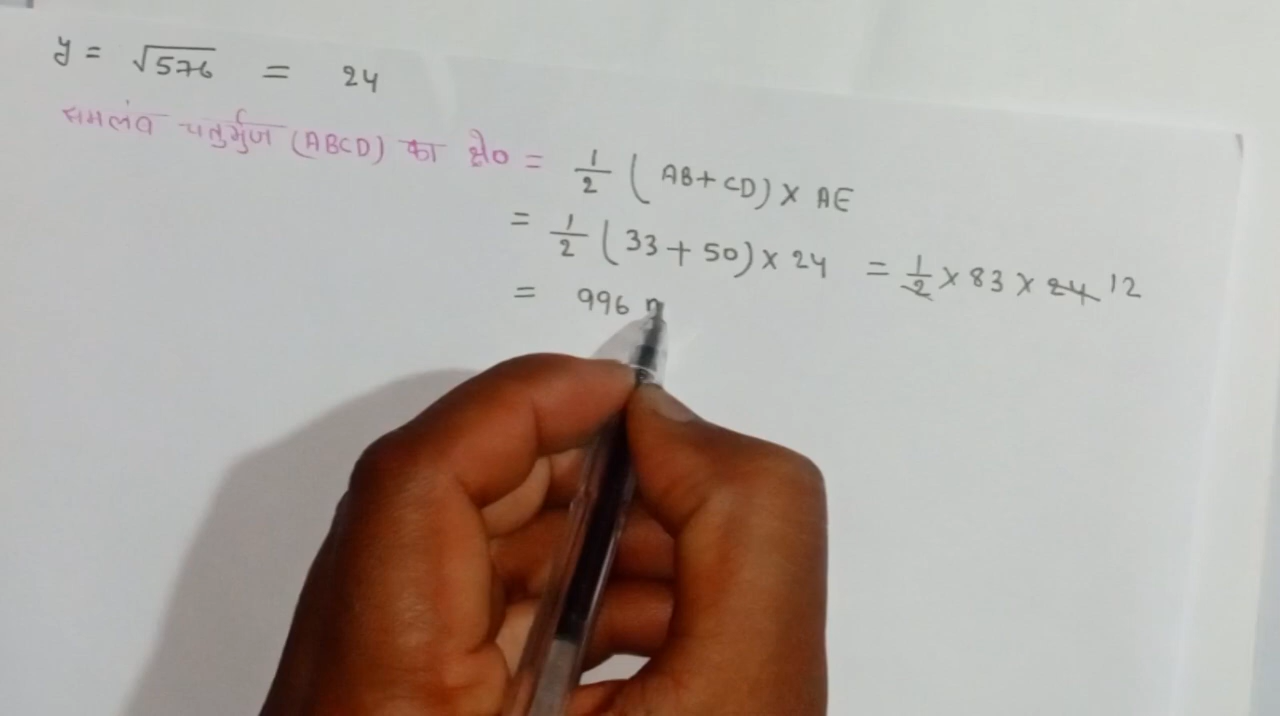 y = √576 = 24
समलंब चतुर्भुज (ABCD) का क्षे० = 1/2 ( AB + CD) × AE
= 1/2 ( 33 + 50) × 24 = 1/2 × 83 × 24 12
= 996